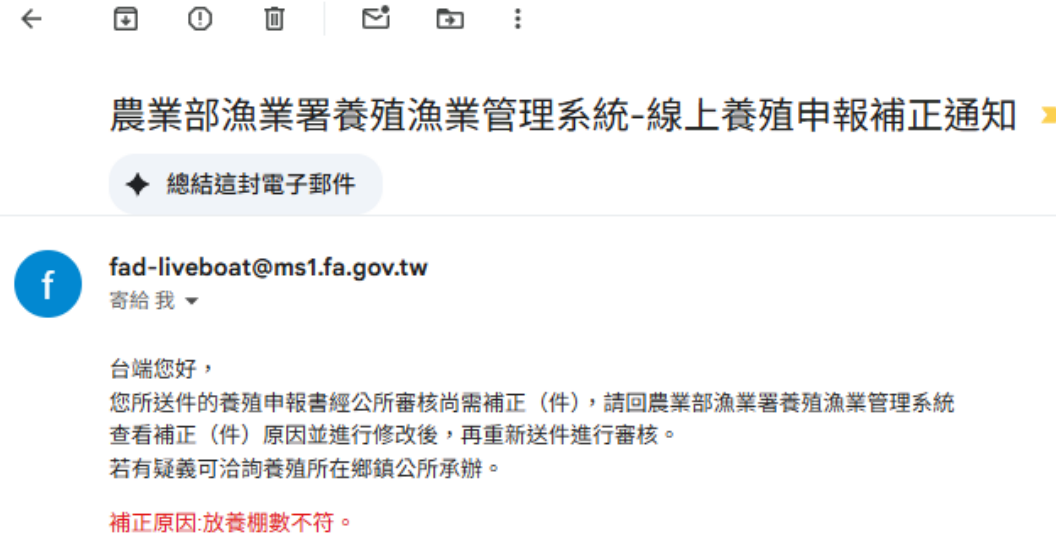 農業部漁業署養殖漁業管理系統-線上養殖申報補正通知
總結這封電子郵件
f
fad-liveboat@ms1.fa.gov.tw
寄給 我
台端您好，
您所送件的養殖申報書經公所審核尚需補正（件），請回農業部漁業署養殖漁業管理系統
查看補正（件）原因並進行修改後，再重新送件進行審核。
若有疑義可洽詢養殖所在鄉鎮公所承辦。
補正原因:放養棚數不符。